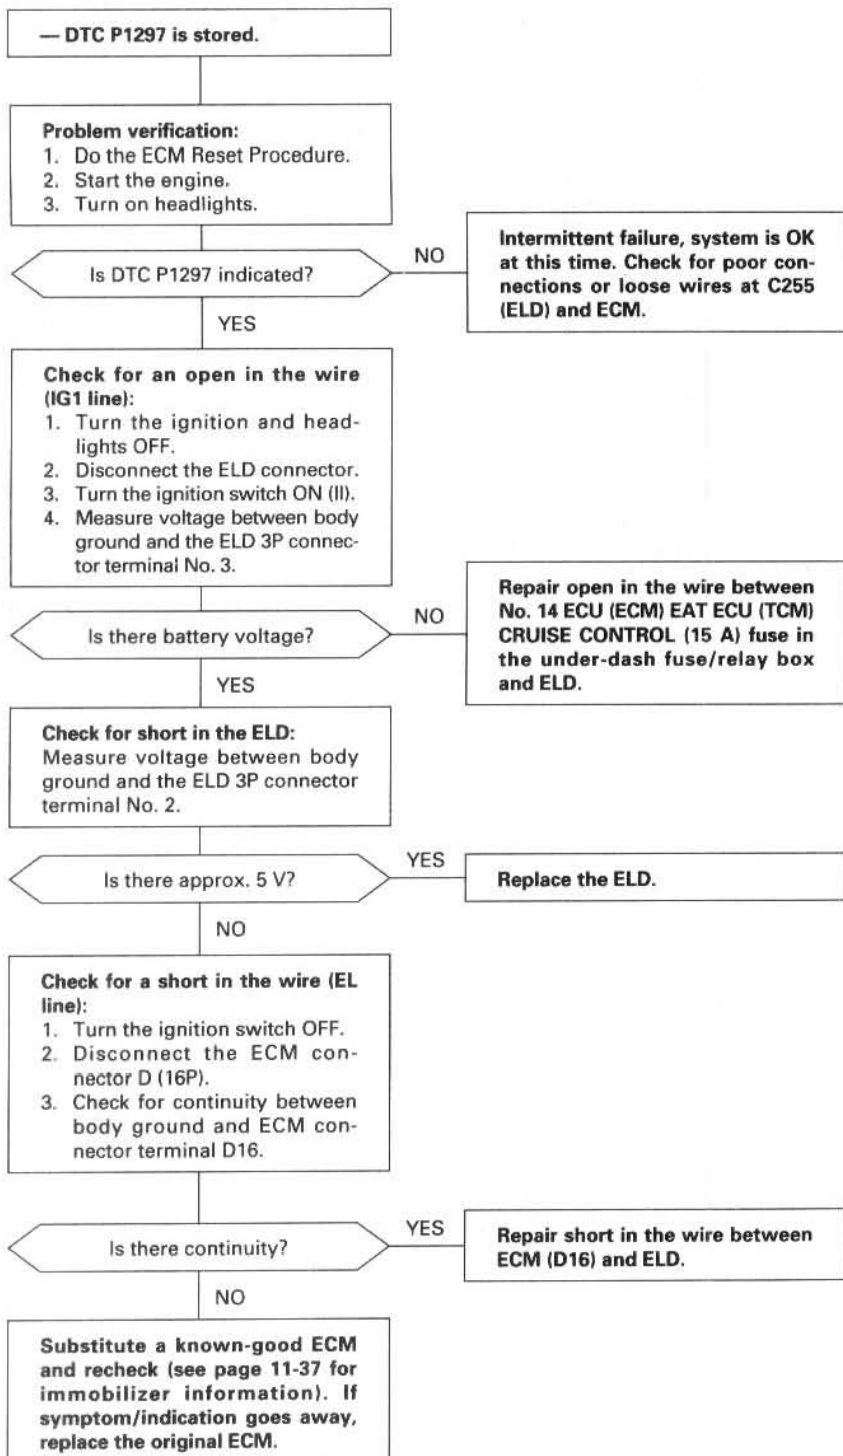 — DTC P1297 is stored.
Problem verification:
1. Do the ECM Reset Procedure.
2. Start the engine.
3. Turn on headlights.
Is DTC P1297 indicated?
NO
Intermittent failure, system is OK
at this time. Check for poor con-
nections or loose wires at C255
(ELD) and ECM.
YES
Check for an open in the wire
(IG1 line):
1. Turn the ignition and head-
lights OFF.
2. Disconnect the ELD connector.
3. Turn the ignition switch ON (II).
4. Measure voltage between body
ground and the ELD 3P connec-
tor terminal No. 3.
Is there battery voltage?
NO
Repair open in the wire between
No. 14 ECU (ECM) EAT ECU (TCM)
CRUISE CONTROL (15 A) fuse in
the under-dash fuse/relay box
and ELD.
YES
Check for short in the ELD:
Measure voltage between body
ground and the ELD 3P connector
terminal No. 2.
Is there approx. 5 V?
YES
Replace the ELD.
NO
Check for a short in the wire (EL
line):
1. Turn the ignition switch OFF.
2. Disconnect the ECM con-
nector D (16P).
3. Check for continuity between
body ground and ECM con-
nector terminal D16.
Is there continuity?
YES
Repair short in the wire between
ECM (D16) and ELD.
NO
Substitute a known-good ECM
and recheck (see page 11-37 for
immobilizer information). If
symptom/indication goes away,
replace the original ECM.